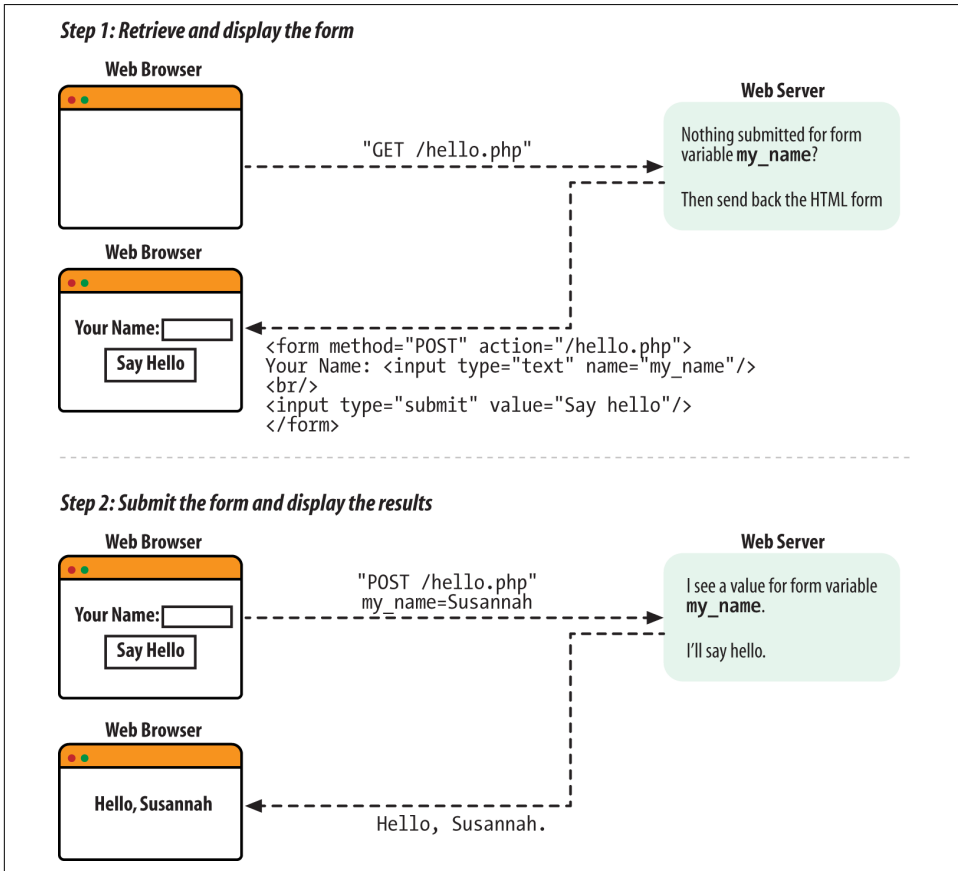 Step 1: Retrieve and display the form
Web Browser
Web Server
"GET /hello.php"
Nothing submitted for form
variable my_name?
Then send back the HTML form
Web Browser
Your Name:
Say Hello
<form method="POST" action="/hello.php">
Your Name: <input type="text" name="my_name"/>
<br/>
<input type="submit" value="Say hello"/>
</form>
Step 2: Submit the form and display the results
Web Browser
Web Server
Your Name:
Say Hello
"POST /hello.php"
my_name=Susannah
I see a value for form variable
my_name.
I'll say hello.
Web Browser
Hello, Susannah
Hello, Susannah.